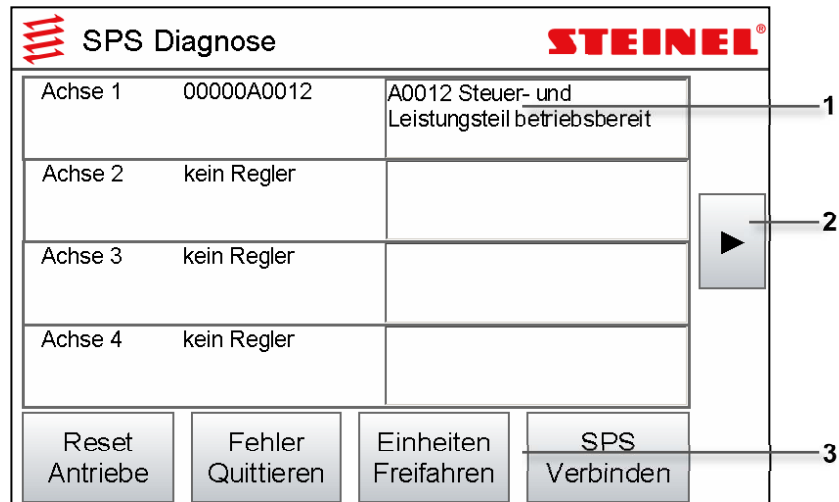 SPS Diagnose
STEINEL®
Achse 1 00000A0012 A0012 Steuer- und
Leistungsteil betriebsbereit
1
Achse 2 kein Regler
2
Achse 3 kein Regler
Achse 4 kein Regler
Reset
Antriebe
Fehler
Quittieren
Einheiten
Freifahren
SPS
Verbinden
3